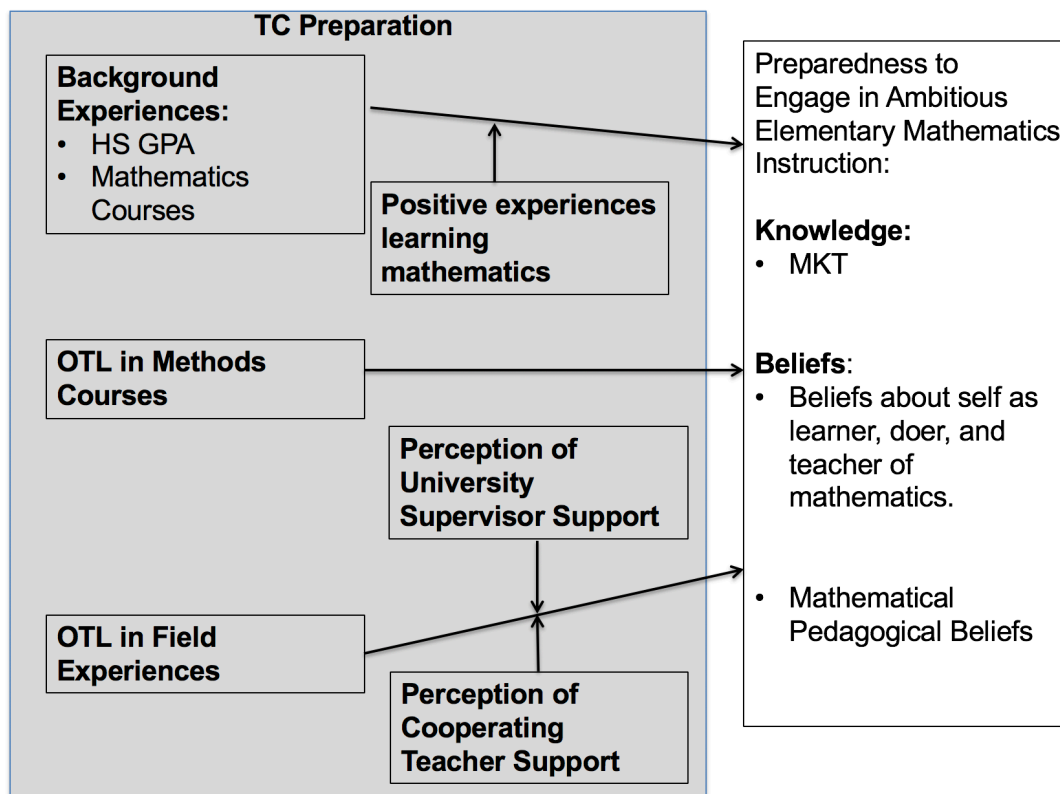 TC Preparation
Background
Experiences:
• HS GPA
• Mathematics
Courses
Positive experiences
learning
mathematics
OTL in Methods
Courses
Perception of
University
Supervisor Support
OTL in Field
Experiences
Perception of
Cooperating
Teacher Support
Preparedness to
Engage in Ambitious
Elementary Mathematics
Instruction:
Knowledge:
• MKT
Beliefs:
• Beliefs about self as
learner, doer, and
teacher of
mathematics.
• Mathematical
Pedagogical Beliefs